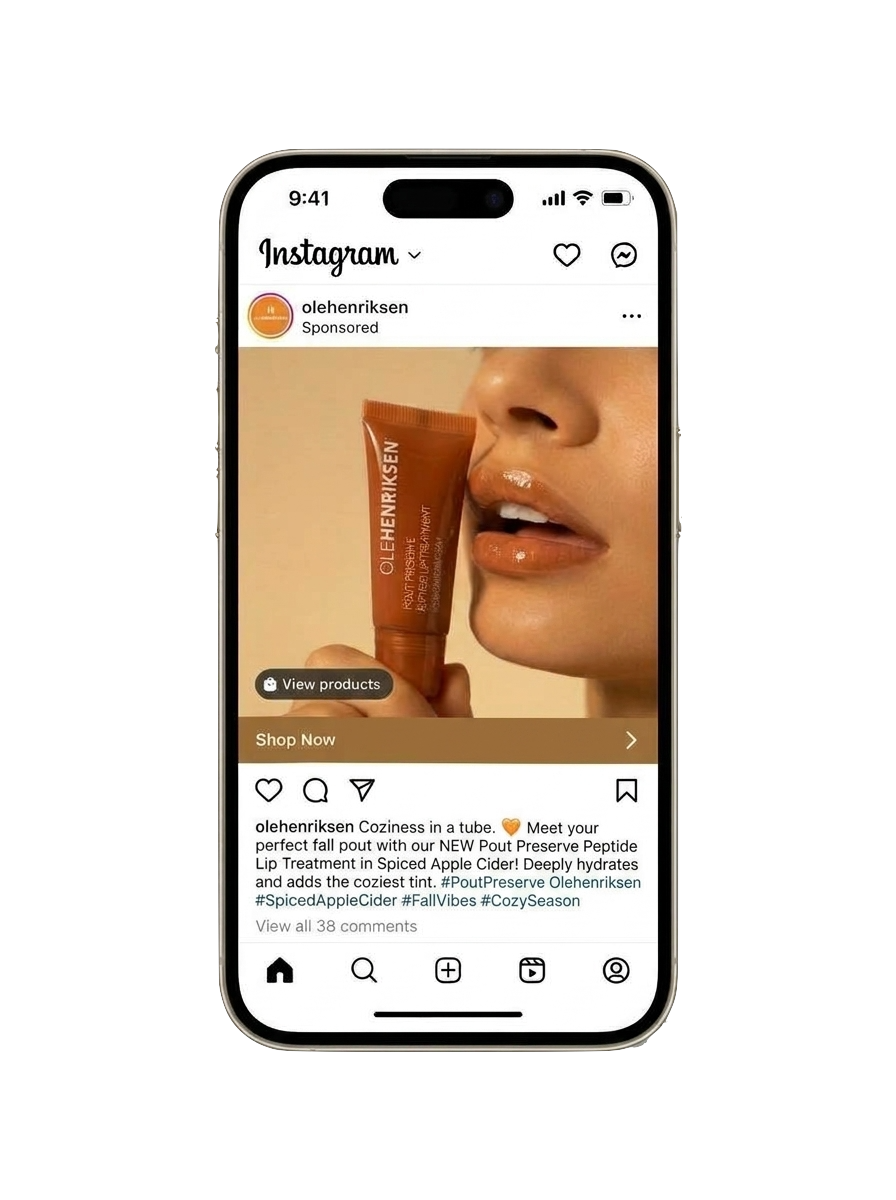 9:41
Instagram
olehenriksen
Sponsored
OLEHENRIKSEN
View products
Shop Now
olehenriksen Coziness in a tube. 🧡 Meet your
perfect fall pout with our NEW Pout Preserve Peptide
Lip Treatment in Spiced Apple Cider! Deeply hydrates
and adds the coziest tint. #PoutPreserve Olehenriksen
#SpicedAppleCider #FallVibes #CozySeason
View all 38 comments